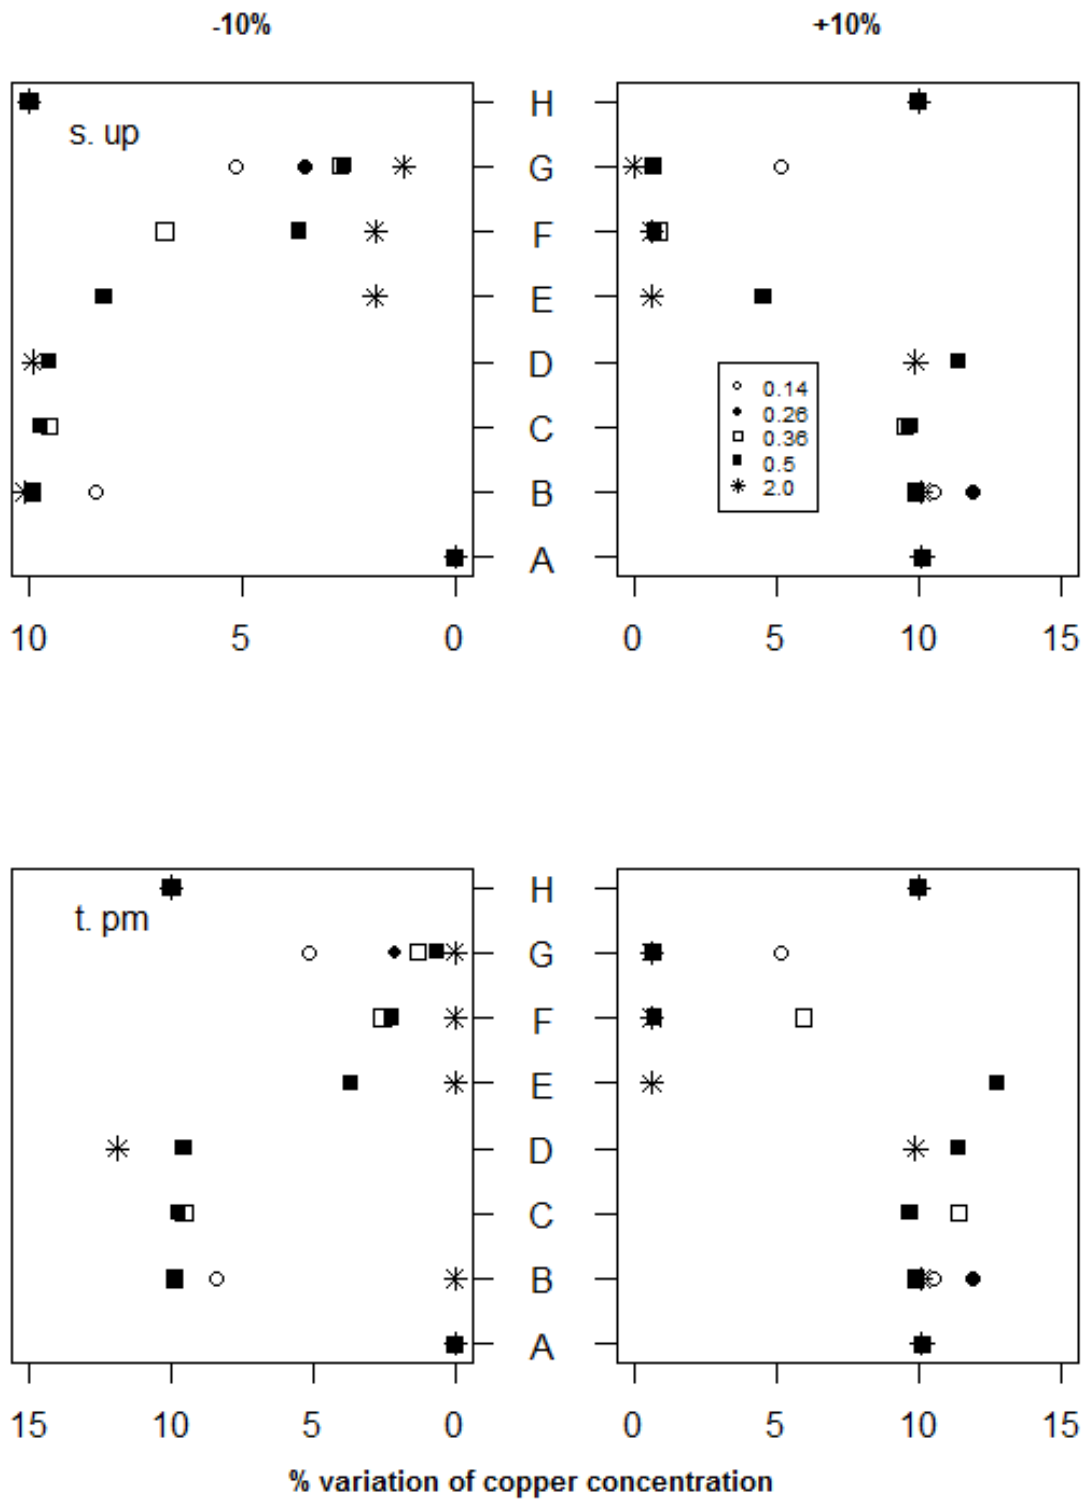 -10% +10%
H
s. up
G
F
E
D
0.14
0.26
C
0.36
0.5
B
2.0
A
10 5 0 0 5 10 15
H
t. pm
G
F
E
D
C
B
A
15 10 5 0 0 5 10 15
% variation of copper concentration